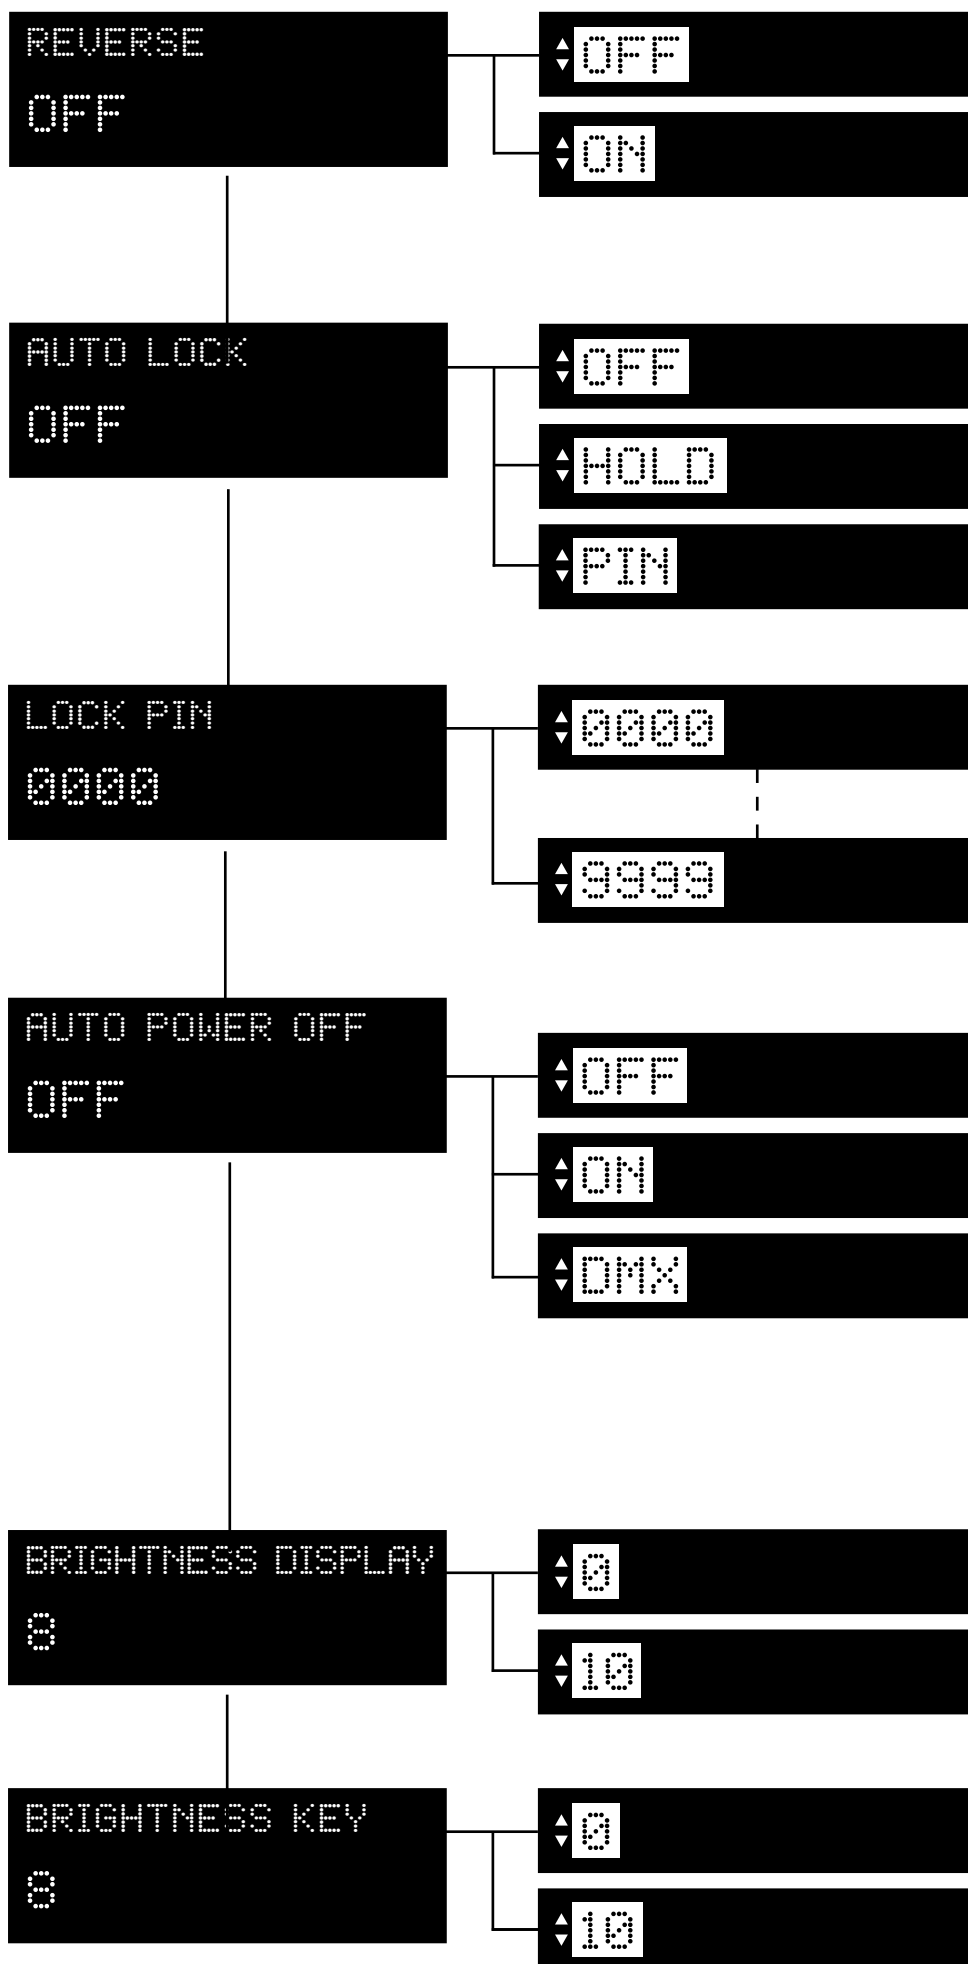 REVERSE
OFF
OFF
ON
AUTO LOCK
OFF
OFF
HOLD
PIN
LOCK PIN
0000
0000
9999
AUTO POWER OFF
OFF
OFF
ON
DMX
BRIGHTNESS DISPLAY
8
0
10
BRIGHTNESS KEY
8
0
10